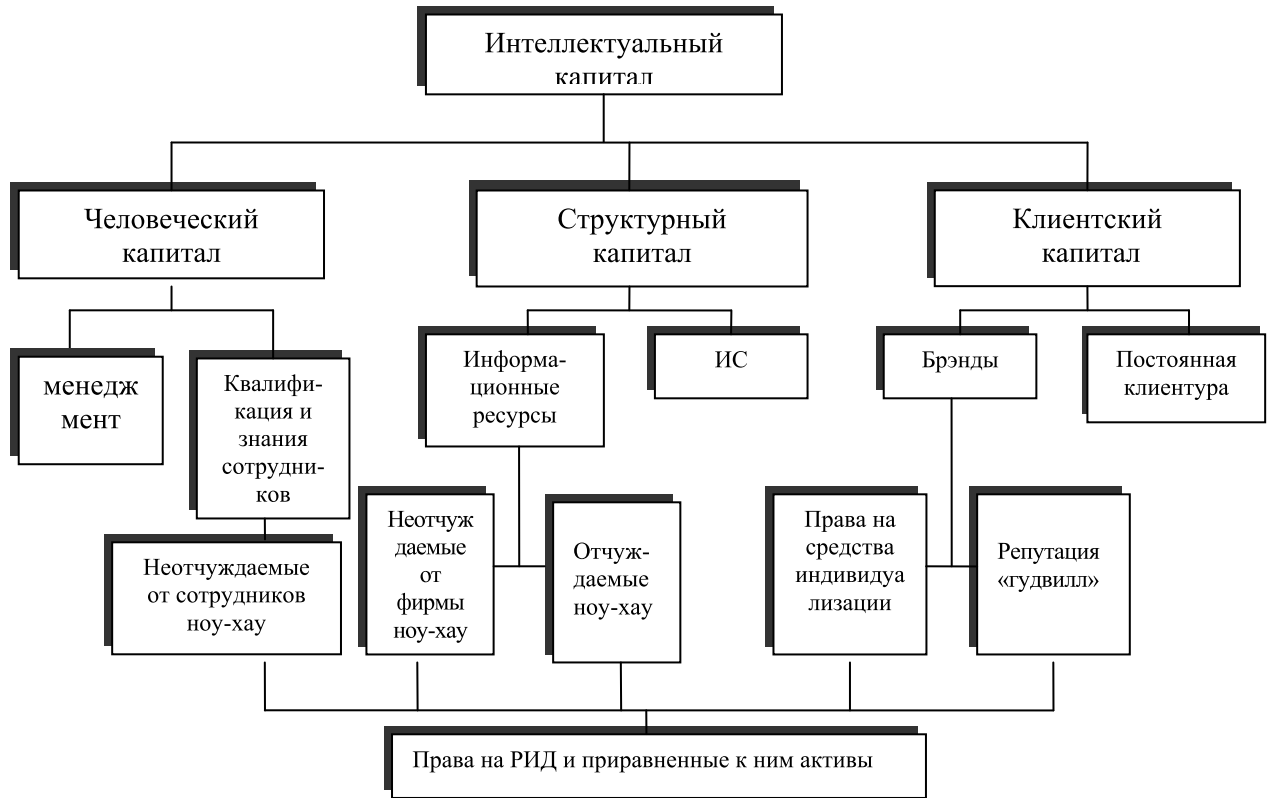 Интеллектуальный
капитал
Человеческий
капитал
Структурный
капитал
Клиентский
капитал
менедж
мент
Квалифи-
кация и
знания
сотрудни-
ков
Информа-
ционные
ресурсы
ИС
Брэнды
Постоянная
клиентура
Неотчуждаемые
от сотрудников
ноу-хау
Неотчуж
даемые
от
фирмы
ноу-хау
Отчуж-
даемые
ноу-хау
Права на
средства
индивидуа
лизации
Репутация
«гудвилл»
Права на РИД и приравненные к ним активы